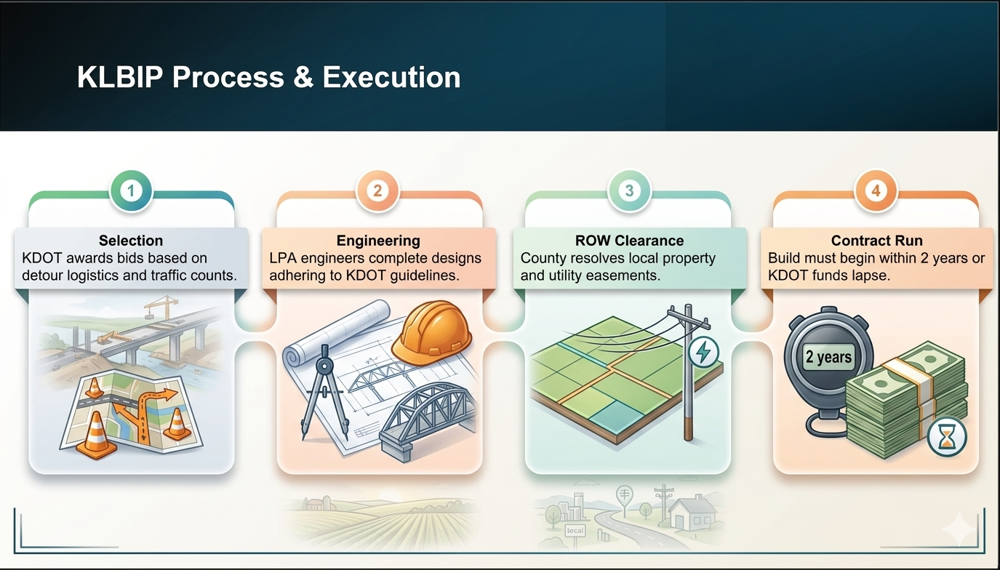 KLBIP Process & Execution
1
Selection
KDOT awards bids based on
detour logistics and traffic counts.
2
Engineering
LPA engineers complete designs
adhering to KDOT guidelines.
3
ROW Clearance
County resolves local property
and utility easements.
4
Contract Run
Build must begin within 2 years or
KDOT funds lapse.
2 years
lecal